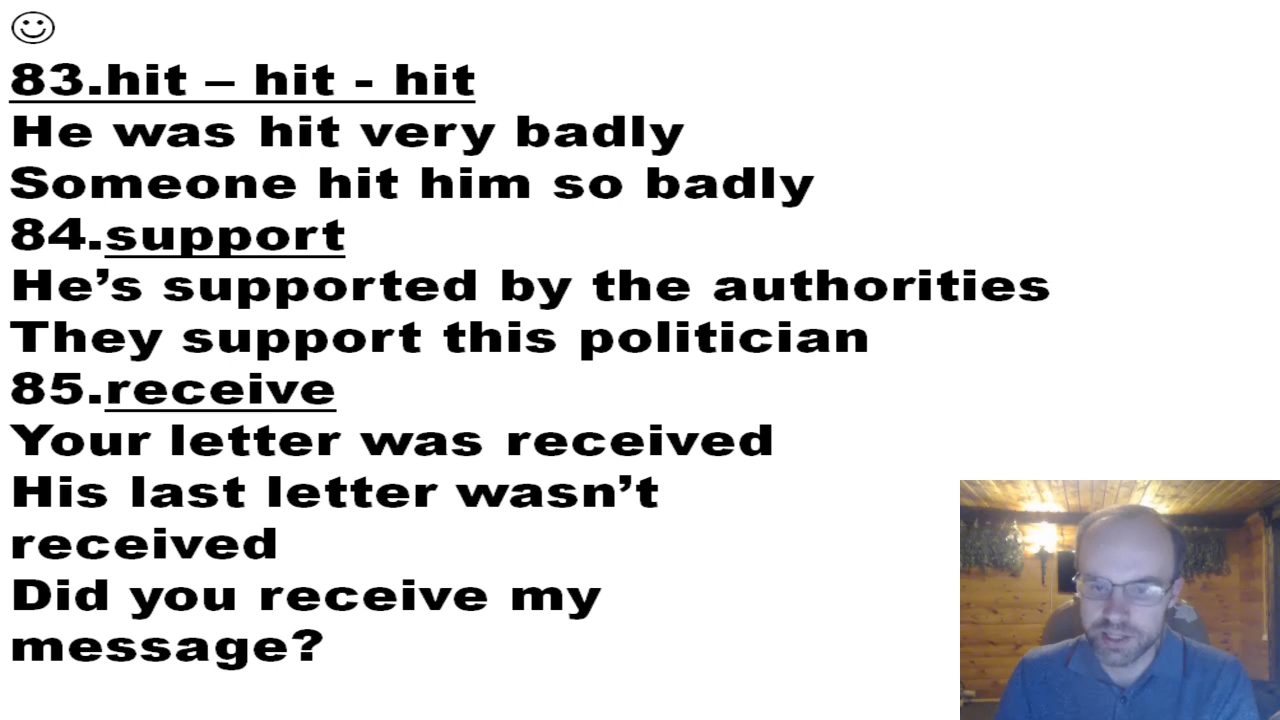 83.hit – hit - hit
He was hit very badly
Someone hit him so badly
84.support
He’s supported by the authorities
They support this politician
85.receive
Your letter was received
His last letter wasn’t
received
Did you receive my
message?